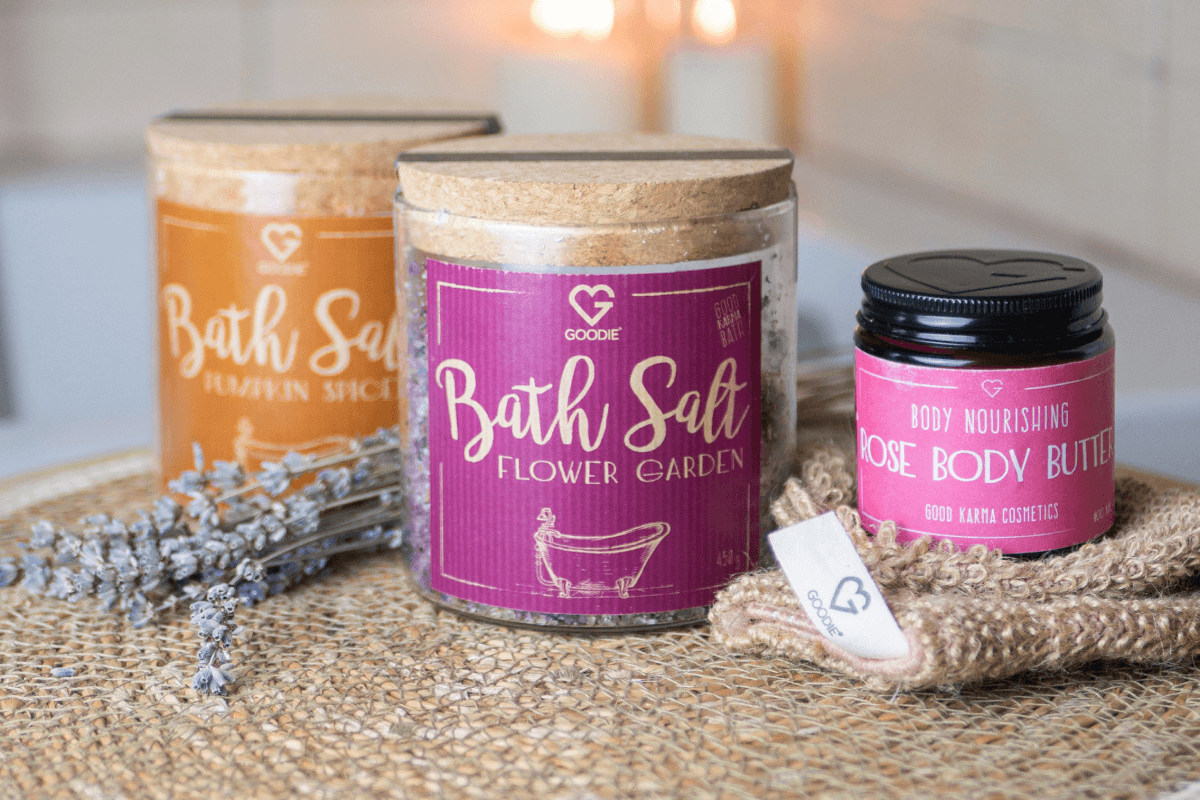 GOODIE
Bath Sal
PUMPKIN SPICE
GOODIE®
GOOD
KARMA
BATH
Bath Salt
FLOWER GARDEN
450 g
BODY NOURISHING
ROSE BODY BUTTER
GOOD KARMA COSMETICS
GOODIE®